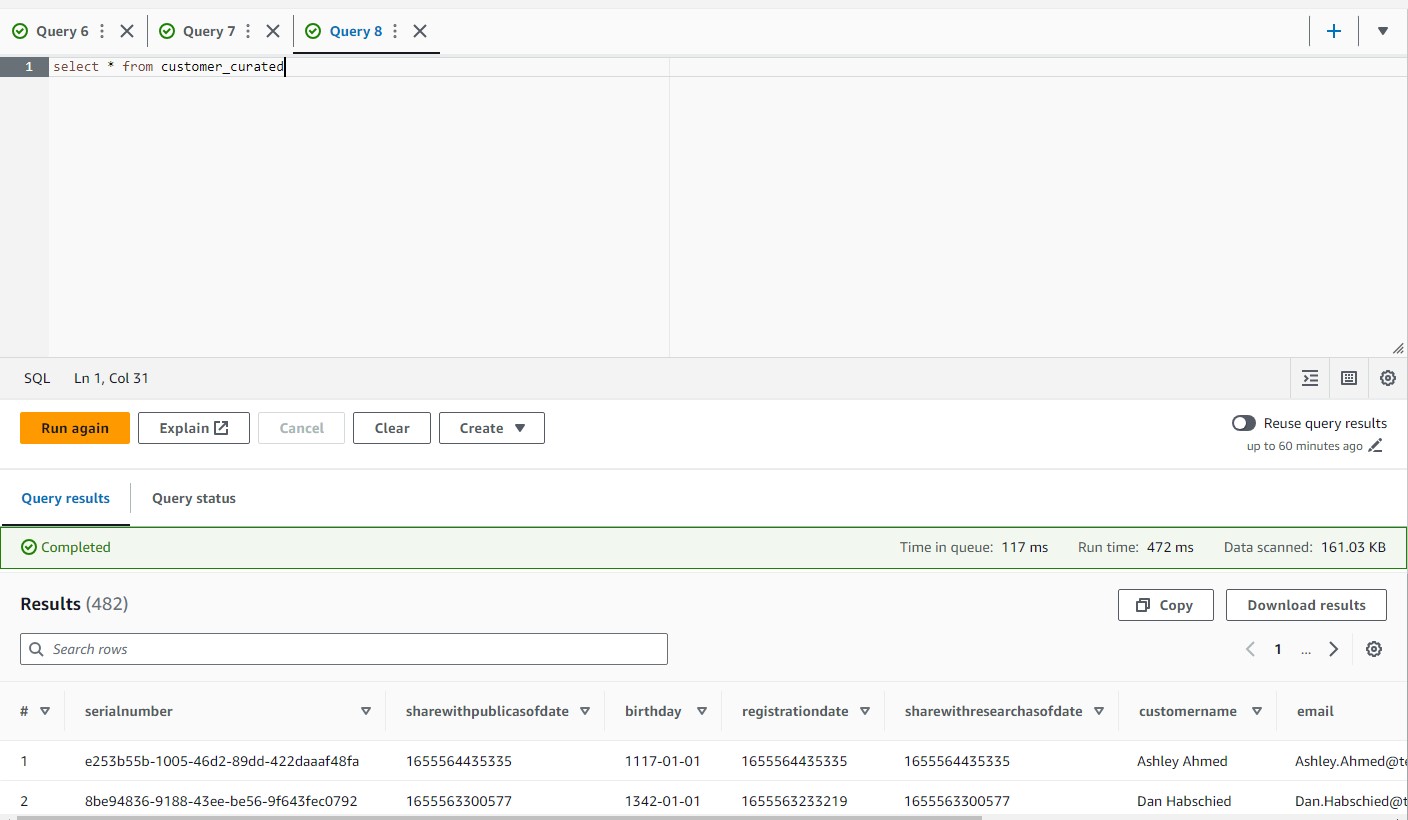 Query 6 Query 7 Query 8
1 select * from customer_curated
SQL Ln 1, Col 31
Run again Explain Cancel Clear Create Reuse query results
up to 60 minutes ago
Query results Query status
Completed Time in queue: 117 ms Run time: 472 ms Data scanned: 161.03 KB
Results (482) Copy Download results
Search rows 1 ...
# serialnumber sharewithpublicasofdate birthday registrationdate sharewithresearchasofdate customername email
1 e253b55b-1005-46d2-89dd-422daaaf48fa 1655564435335 1117-01-01 1655564435335 1655564435335 Ashley Ahmed Ashley.Ahmed@te
2 8be94836-9188-43ee-be56-9f643fec0792 1655563300577 1342-01-01 1655563233219 1655563300577 Dan Habschied Dan.Habschied@t